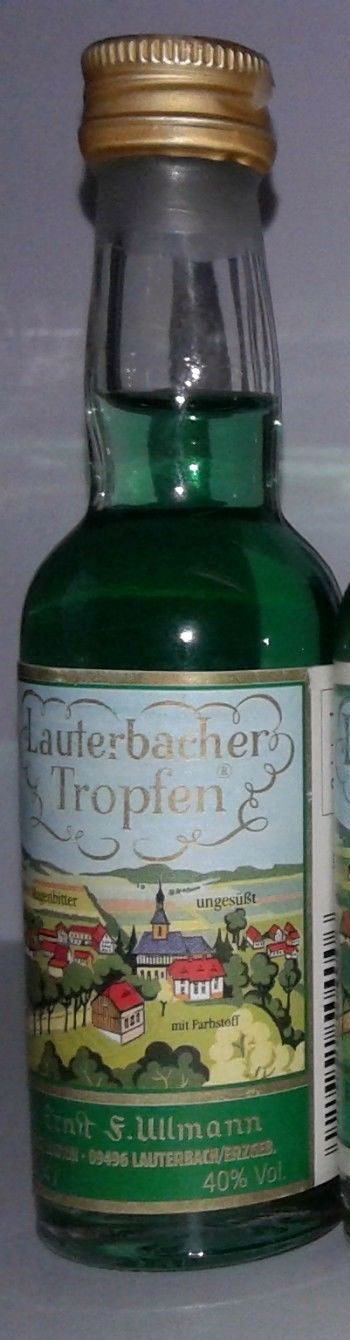 Lauterbacher
Tropfen®
ungesüßt
mit Farbstoff
Ernst F. Ullmann
· 09496 LAUTERBACH/ERZGEB.
40% Vol.